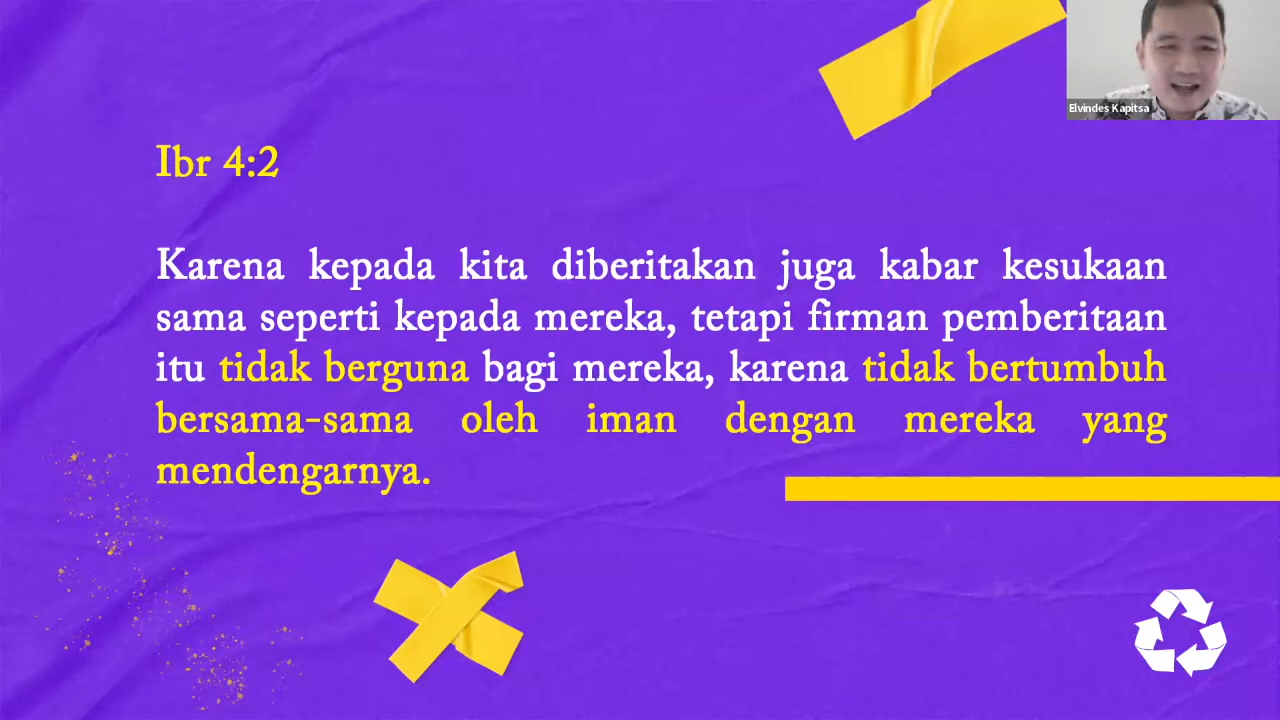 Elvindes Kapitsa
Ibr 4:2
Karena kepada kita diberitakan juga kabar kesukaan
sama seperti kepada mereka, tetapi firman pemberitaan
itu tidak berguna bagi mereka, karena tidak bertumbuh
bersama-sama oleh iman dengan mereka yang
mendengarnya.